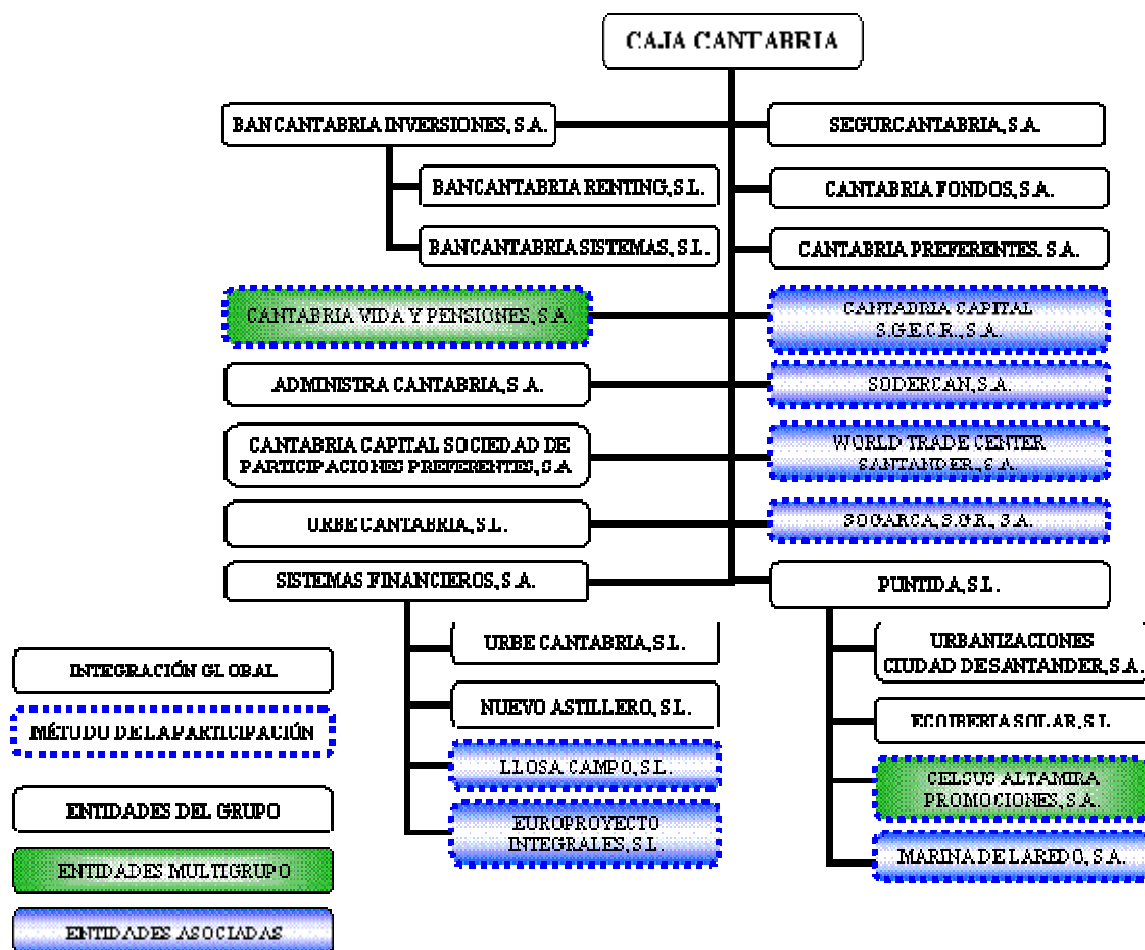 CAJA CANTABRIA
BANCANTABRIA INVERSIONES, S.A.
SEGURCANTABRIA, S.A.
BANCANTABRIA RENTING, S.L.
CANTABRIA FONDOS, S.A.
BANCANTABRIA SISTEMAS, S.L.
CANTABRIA PREFERENTES. S.A.
CANTABRIA VIDA Y PENSIONES, S.A.
CANTABRIA CAPITAL
S.G.E.C.R., S.A.
ADMINISTRA CANTABRIA, S.A.
SODERCAN, S.A.
CANTABRIA CAPITAL SOCIEDAD DE
PARTICIPACIONES PREFERENTES, S.A
WORLD TRADE CENTER
SANTANDER, S.A.
URBE CANTABRIA, S.L.
SOGARCA, S.G.R., S.A.
SISTEMAS FINANCIEROS, S.A.
PUNTIDA, S.L.
URBE CANTABRIA, S.L.
URBANIZACIONES
CIUDAD DE SANTANDER, S.A.
NUEVO ASTILLERO, S.L.
ECOIBERIA SOLAR, S.L
LLOSA CAMPO, S.L.
CELSUS ALTAMIRA
PROMOCIONES, S.A.
EUROPROYECTO
INTEGRALES, S.L.
MARINA DE LAREDO, S.A.
INTEGRACIÓN GLOBAL
MÉTODO DE LA PARTICIPACIÓN
ENTIDADES DEL GRUPO
ENTIDADES MULTIGRUPO
ENTIDADES ASOCIADAS